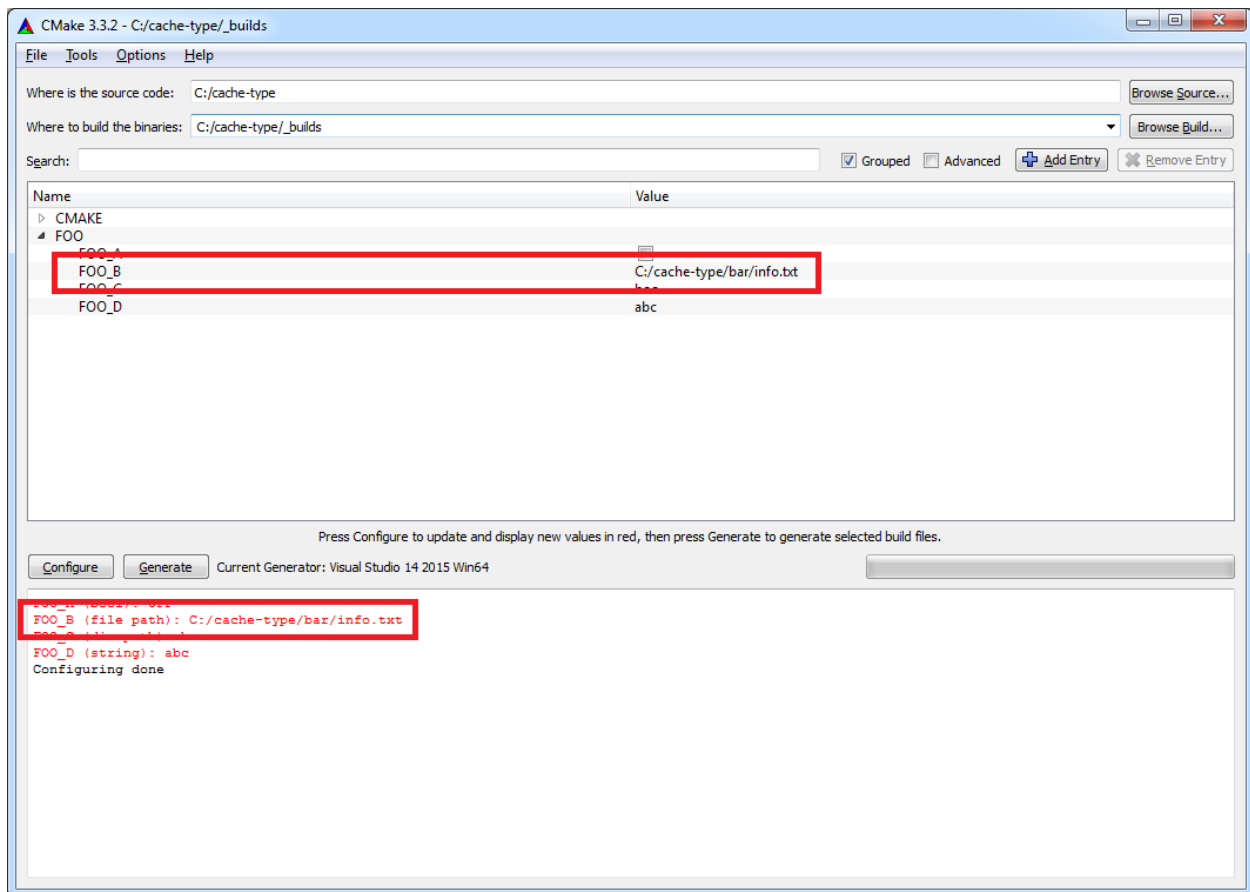 CMake 3.3.2 - C:/cache-type/_builds
File Tools Options Help
Where is the source code: C:/cache-type Browse Source...
Where to build the binaries: C:/cache-type/_builds Browse Build...
Search: Grouped Advanced Add Entry Remove Entry
Name Value
CMAKE
FOO
FOO_A
FOO_B C:/cache-type/bar/info.txt
FOO_C
FOO_D abc
Press Configure to update and display new values in red, then press Generate to generate selected build files.
Configure Generate Current Generator: Visual Studio 14 2015 Win64
FOO_B (file path): C:/cache-type/bar/info.txt
FOO_D (string): abc
Configuring done